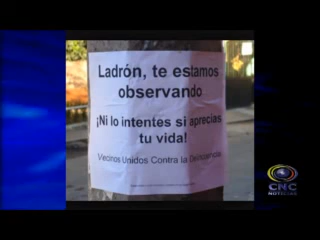 Ladrón, te estamos
observando
¡Ni lo intentes si aprecias
tu vida!
Vecinos Unidos Contra la Delincuencia
CNC
NOTICIAS